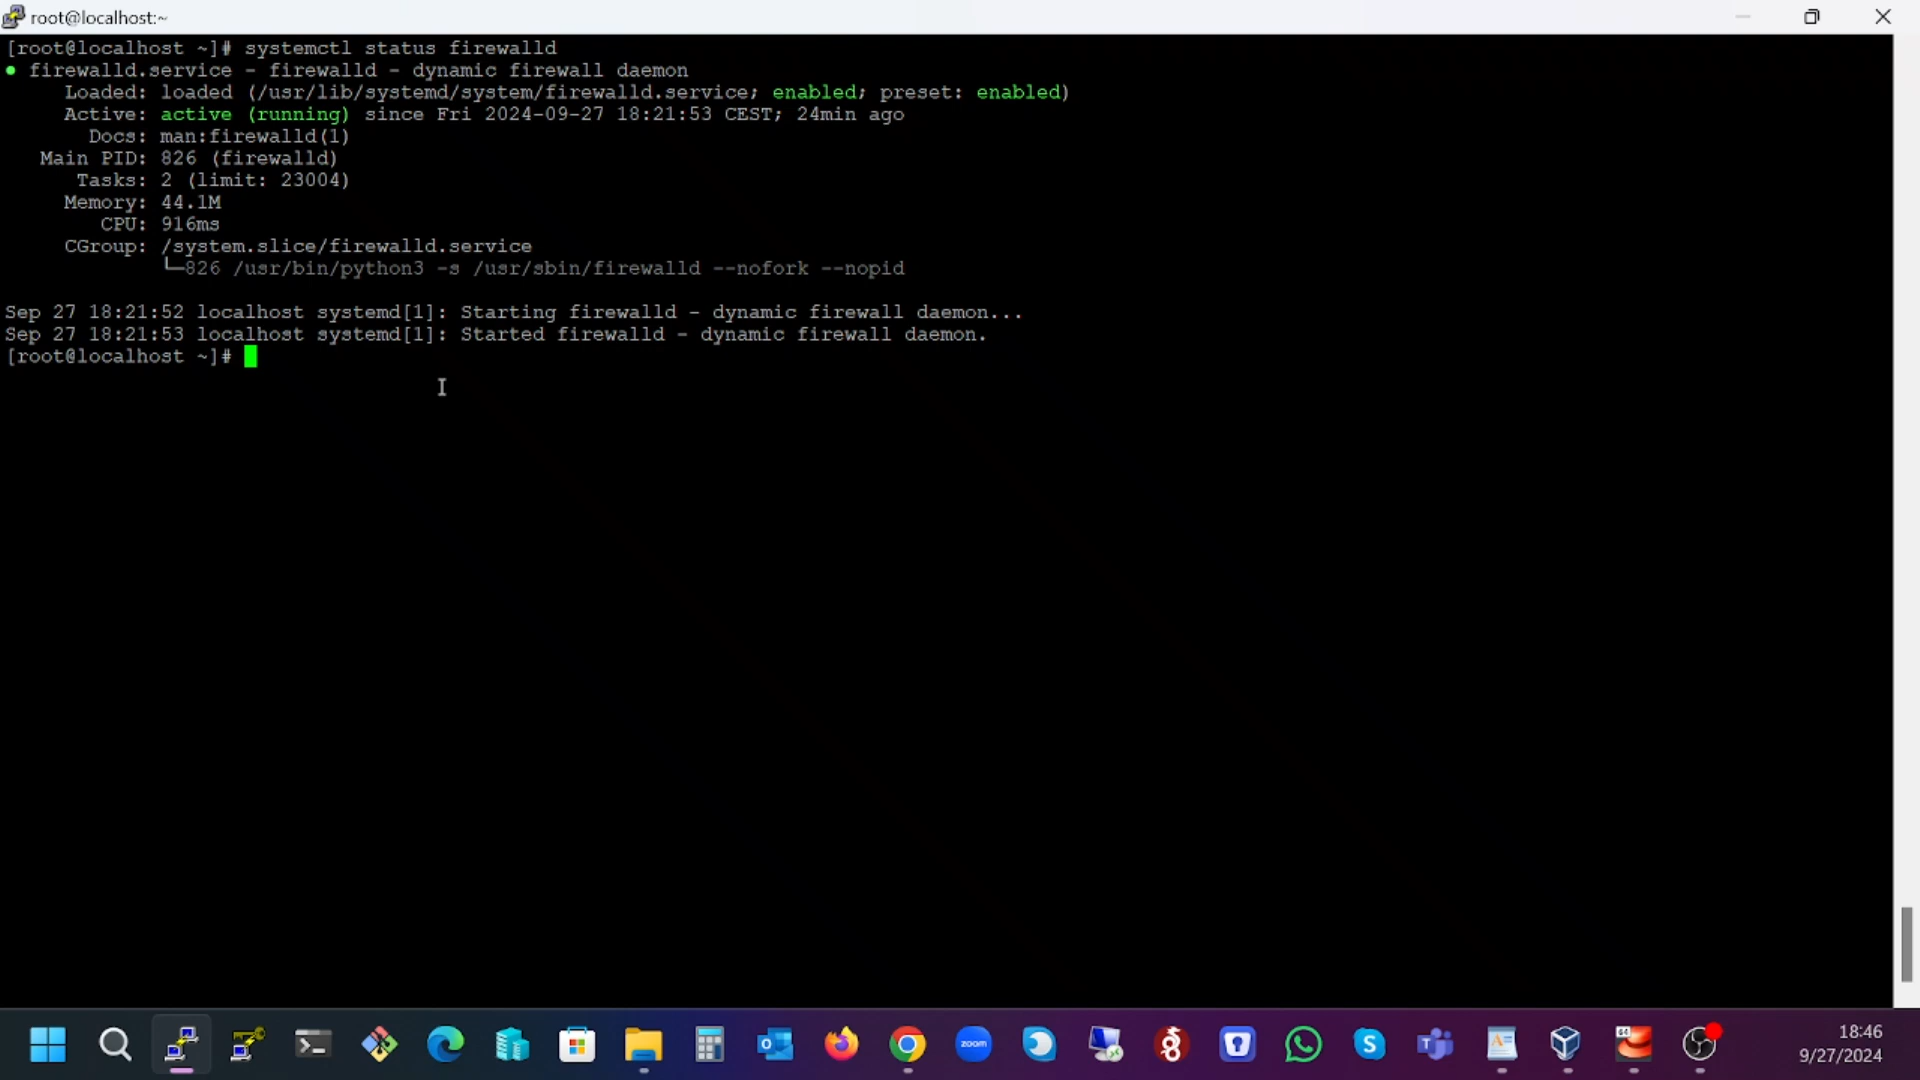 root@localhost:~
[root@localhost ~]# systemctl status firewalld
● firewalld.service - firewalld - dynamic firewall daemon
Loaded: loaded (/usr/lib/systemd/system/firewalld.service; enabled; preset: enabled)
Active: active (running) since Fri 2024-09-27 18:21:53 CEST; 24min ago
Docs: man:firewalld(1)
Main PID: 826 (firewalld)
Tasks: 2 (limit: 23004)
Memory: 44.1M
CPU: 916ms
CGroup: /system.slice/firewalld.service
└─826 /usr/bin/python3 -s /usr/sbin/firewalld --nofork --nopid
Sep 27 18:21:52 localhost systemd[1]: Starting firewalld - dynamic firewall daemon...
Sep 27 18:21:53 localhost systemd[1]: Started firewalld - dynamic firewall daemon.
[root@localhost ~]#
zoom
64
18:46
9/27/2024